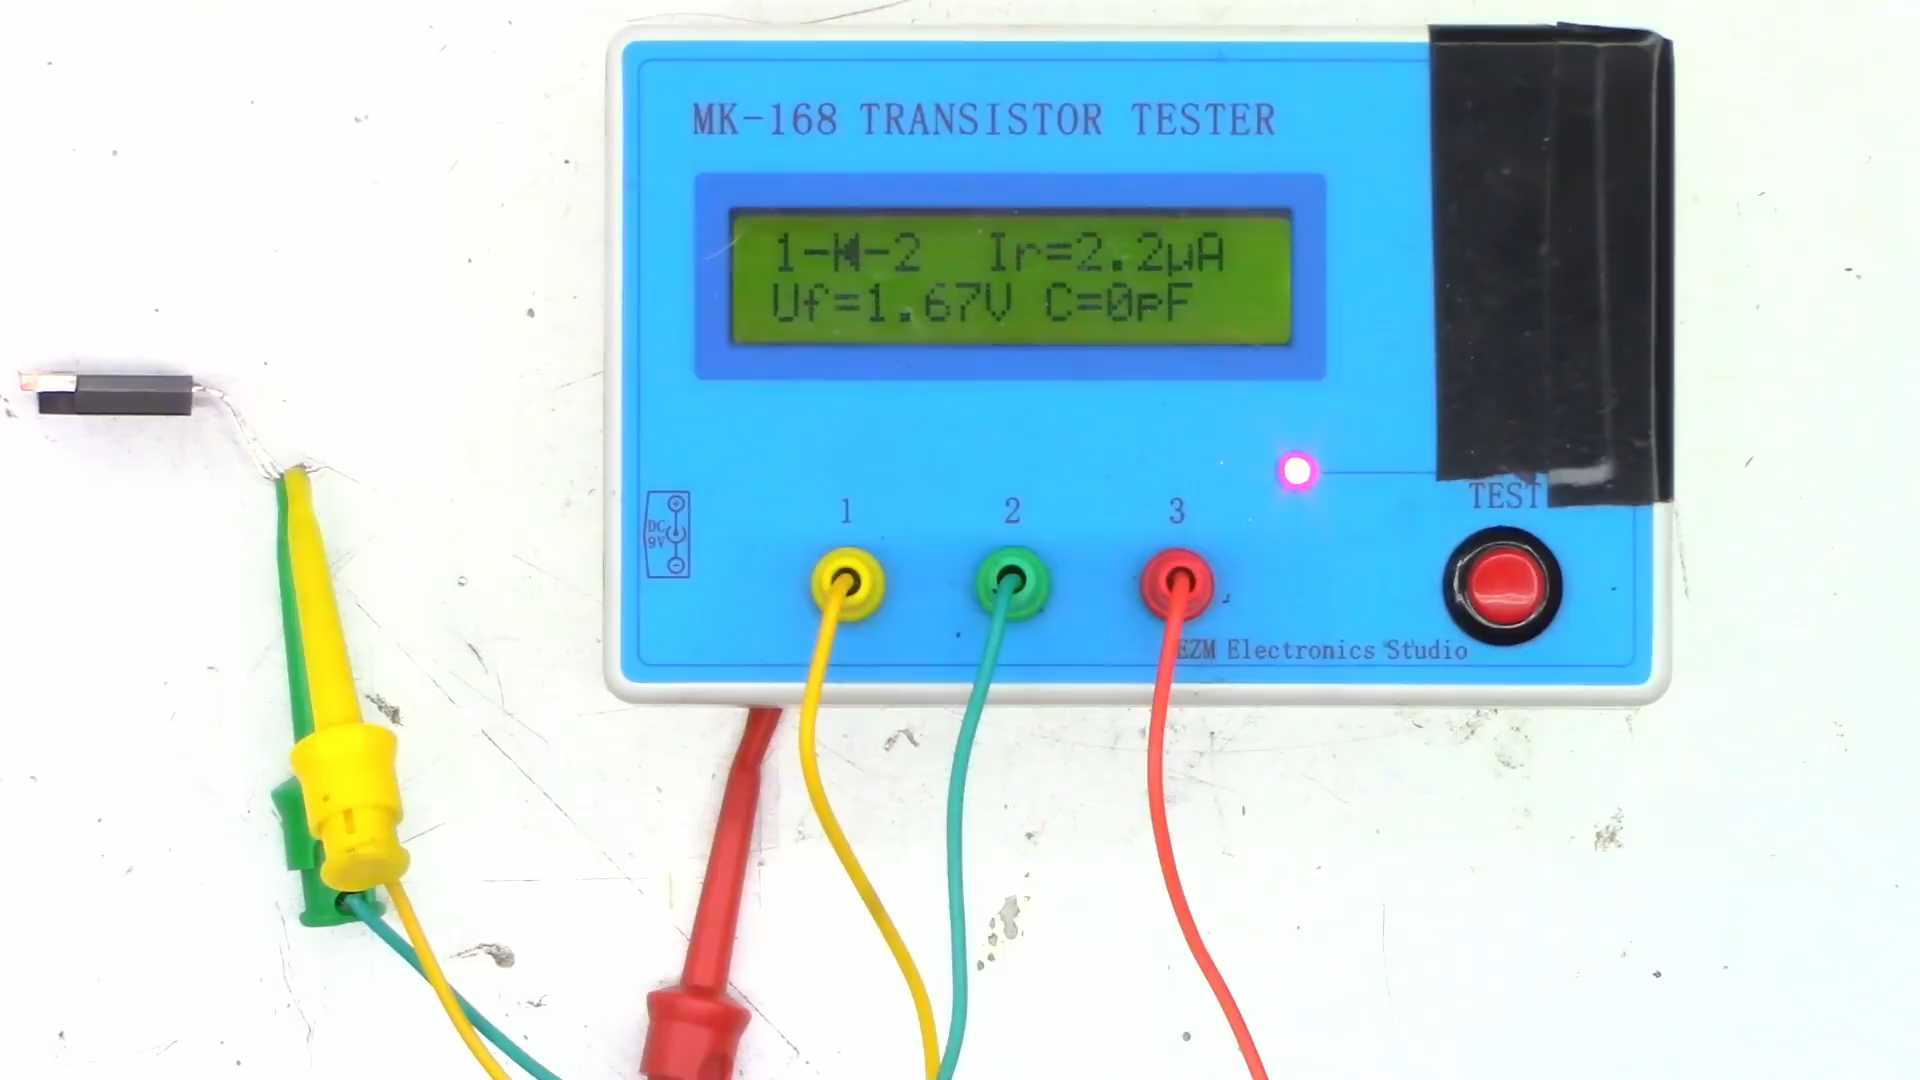 MK-168 TRANSISTOR TESTER
1-⍃-2 Ir=2.2µA
Uf=1.67V C=0pF
TEST
1 2 3
DC
9V
EZM Electronics Studio